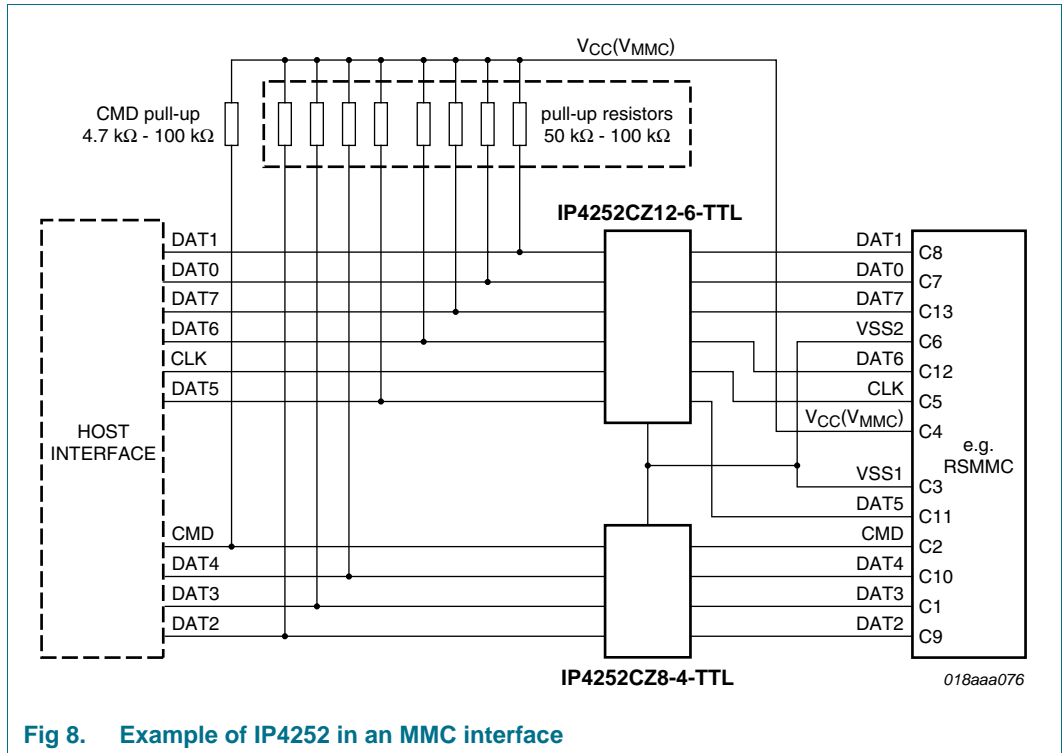 VCC(VMMC)
CMD pull-up
4.7 kΩ - 100 kΩ
pull-up resistors
50 kΩ - 100 kΩ
IP4252CZ12-6-TTL
HOST
INTERFACE
DAT1
DAT0
DAT7
DAT6
CLK
DAT5
CMD
DAT4
DAT3
DAT2
DAT1
DAT0
DAT7
VSS2
DAT6
CLK
VCC(VMMC)
VSS1
DAT5
CMD
DAT4
DAT3
DAT2
C8
C7
C13
C6
C12
C5
C4
C3
C11
C2
C10
C1
C9
e.g.
RSMMC
IP4252CZ8-4-TTL
018aaa076
Fig 8. Example of IP4252 in an MMC interface